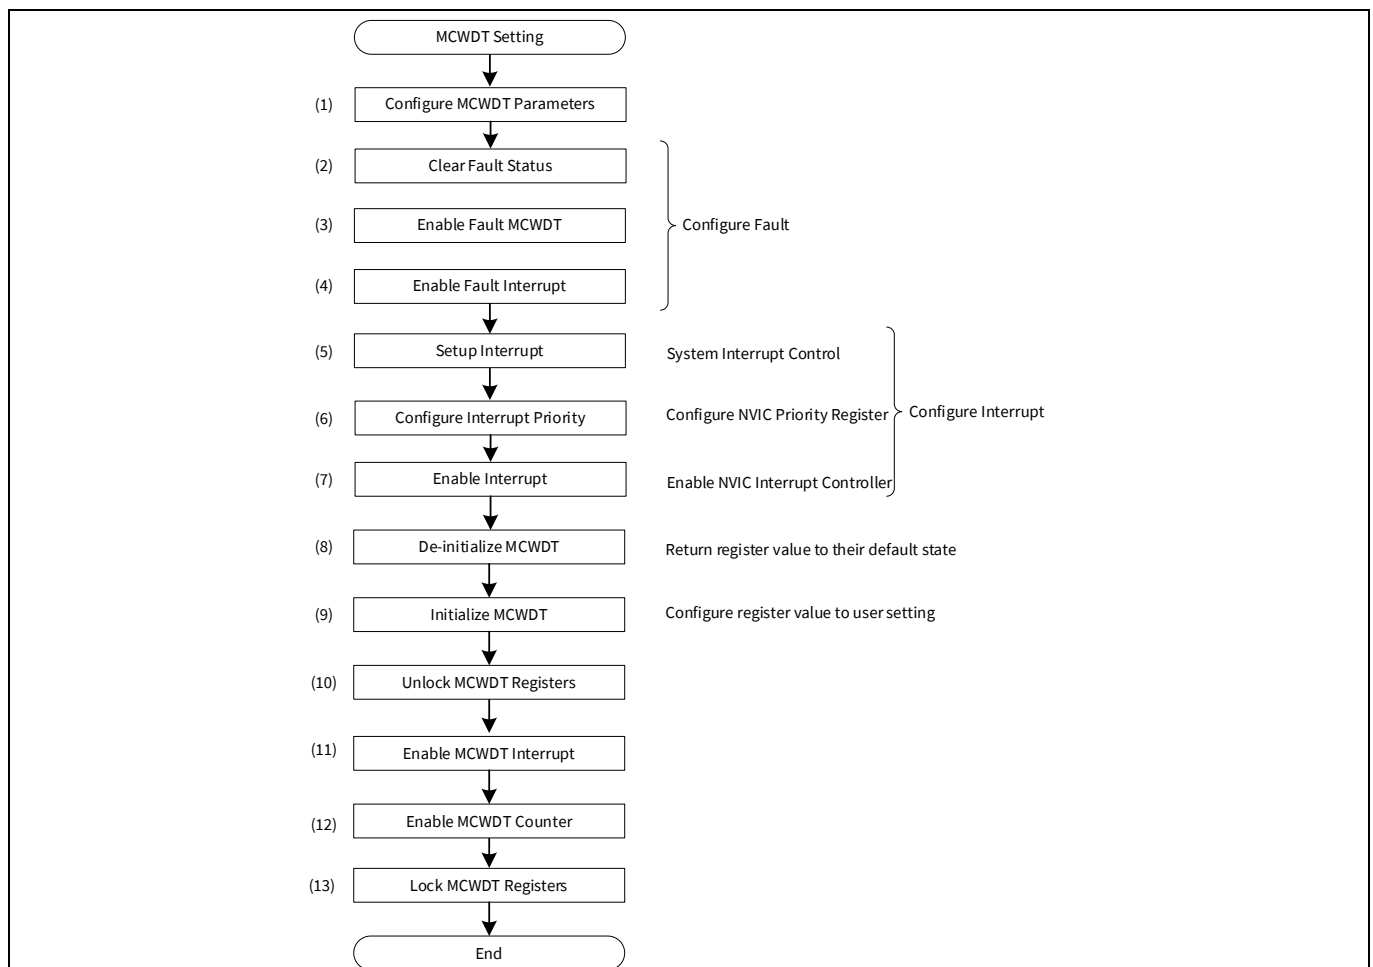 MCWDT Setting
(1) Configure MCWDT Parameters
(2) Clear Fault Status
(3) Enable Fault MCWDT
Configure Fault
(4) Enable Fault Interrupt
(5) Setup Interrupt System Interrupt Control
(6) Configure Interrupt Priority Configure NVIC Priority Register
Configure Interrupt
(7) Enable Interrupt Enable NVIC Interrupt Controller
(8) De-initialize MCWDT Return register value to their default state
(9) Initialize MCWDT Configure register value to user setting
(10) Unlock MCWDT Registers
(11) Enable MCWDT Interrupt
(12) Enable MCWDT Counter
(13) Lock MCWDT Registers
End